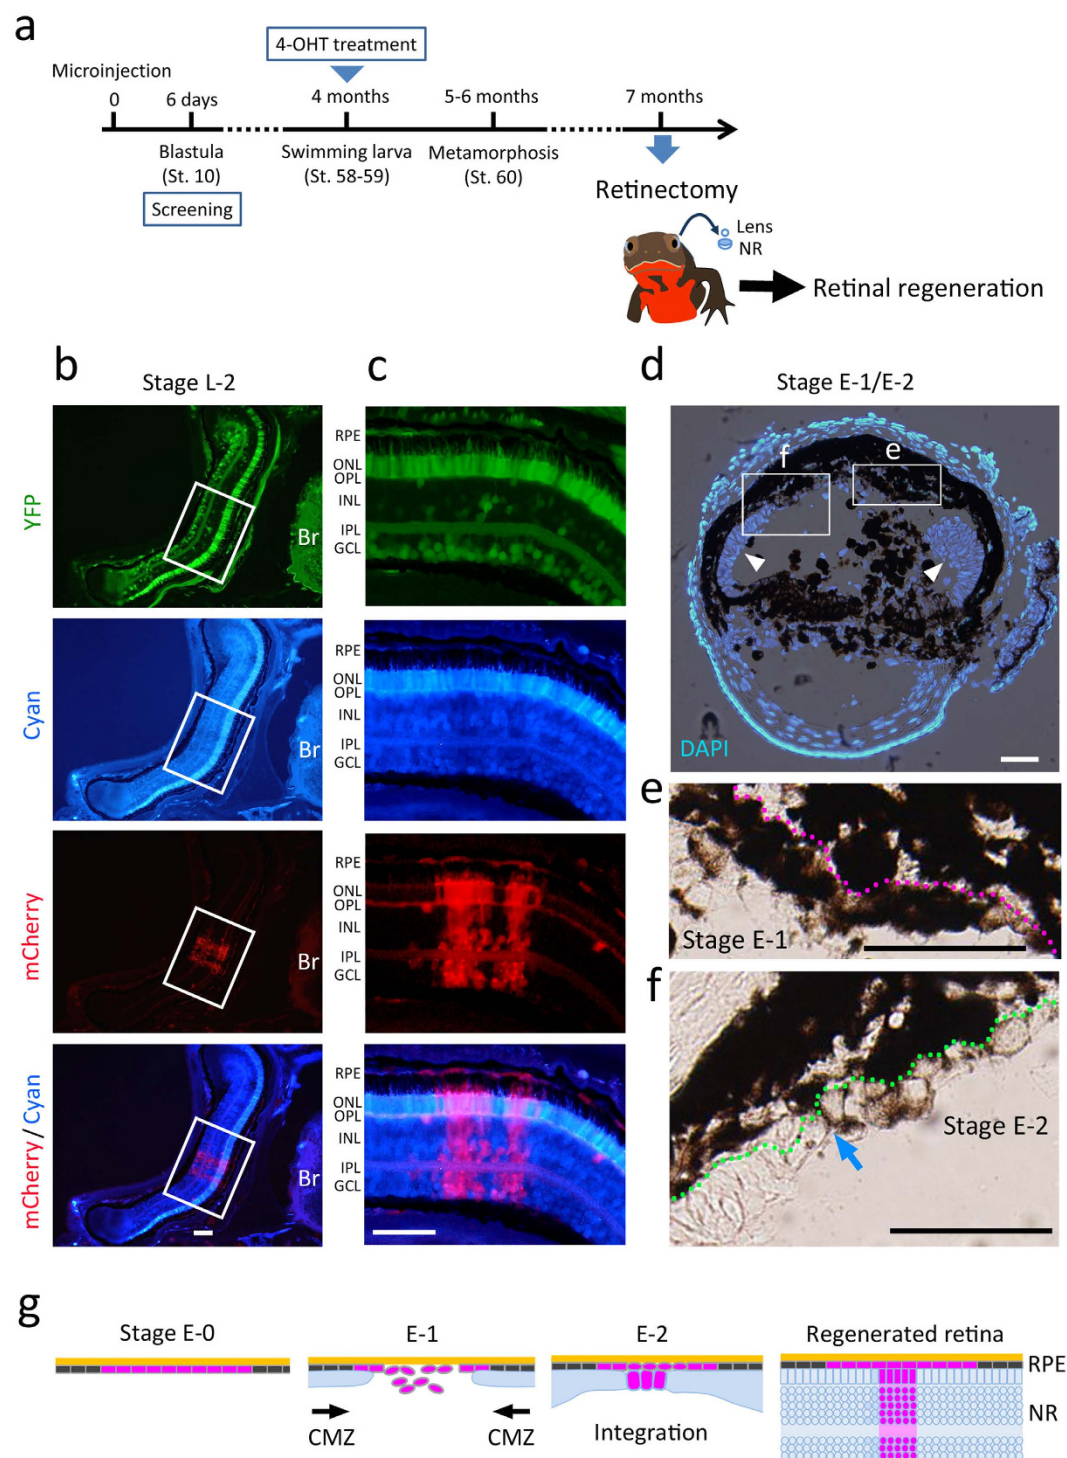 a
4-OHT treatment
Microinjection
0
6 days
4 months
5-6 months
7 months
Blastula
(St. 10)
Swimming larva
(St. 58-59)
Metamorphosis
(St. 60)
Screening
Retinectomy
Lens
NR
Retinal regeneration
b
Stage L-2
YFP
Br
Cyan
Br
mCherry
Br
mCherry / Cyan
Br
c
RPE
ONL
OPL
INL
IPL
GCL
RPE
ONL
OPL
INL
IPL
GCL
RPE
ONL
OPL
INL
IPL
GCL
RPE
ONL
OPL
INL
IPL
GCL
d
Stage E-1/E-2
f
e
DAPI
e
Stage E-1
f
Stage E-2
g
Stage E-0
E-1
E-2
Regenerated retina
RPE
NR
CMZ
CMZ
Integration